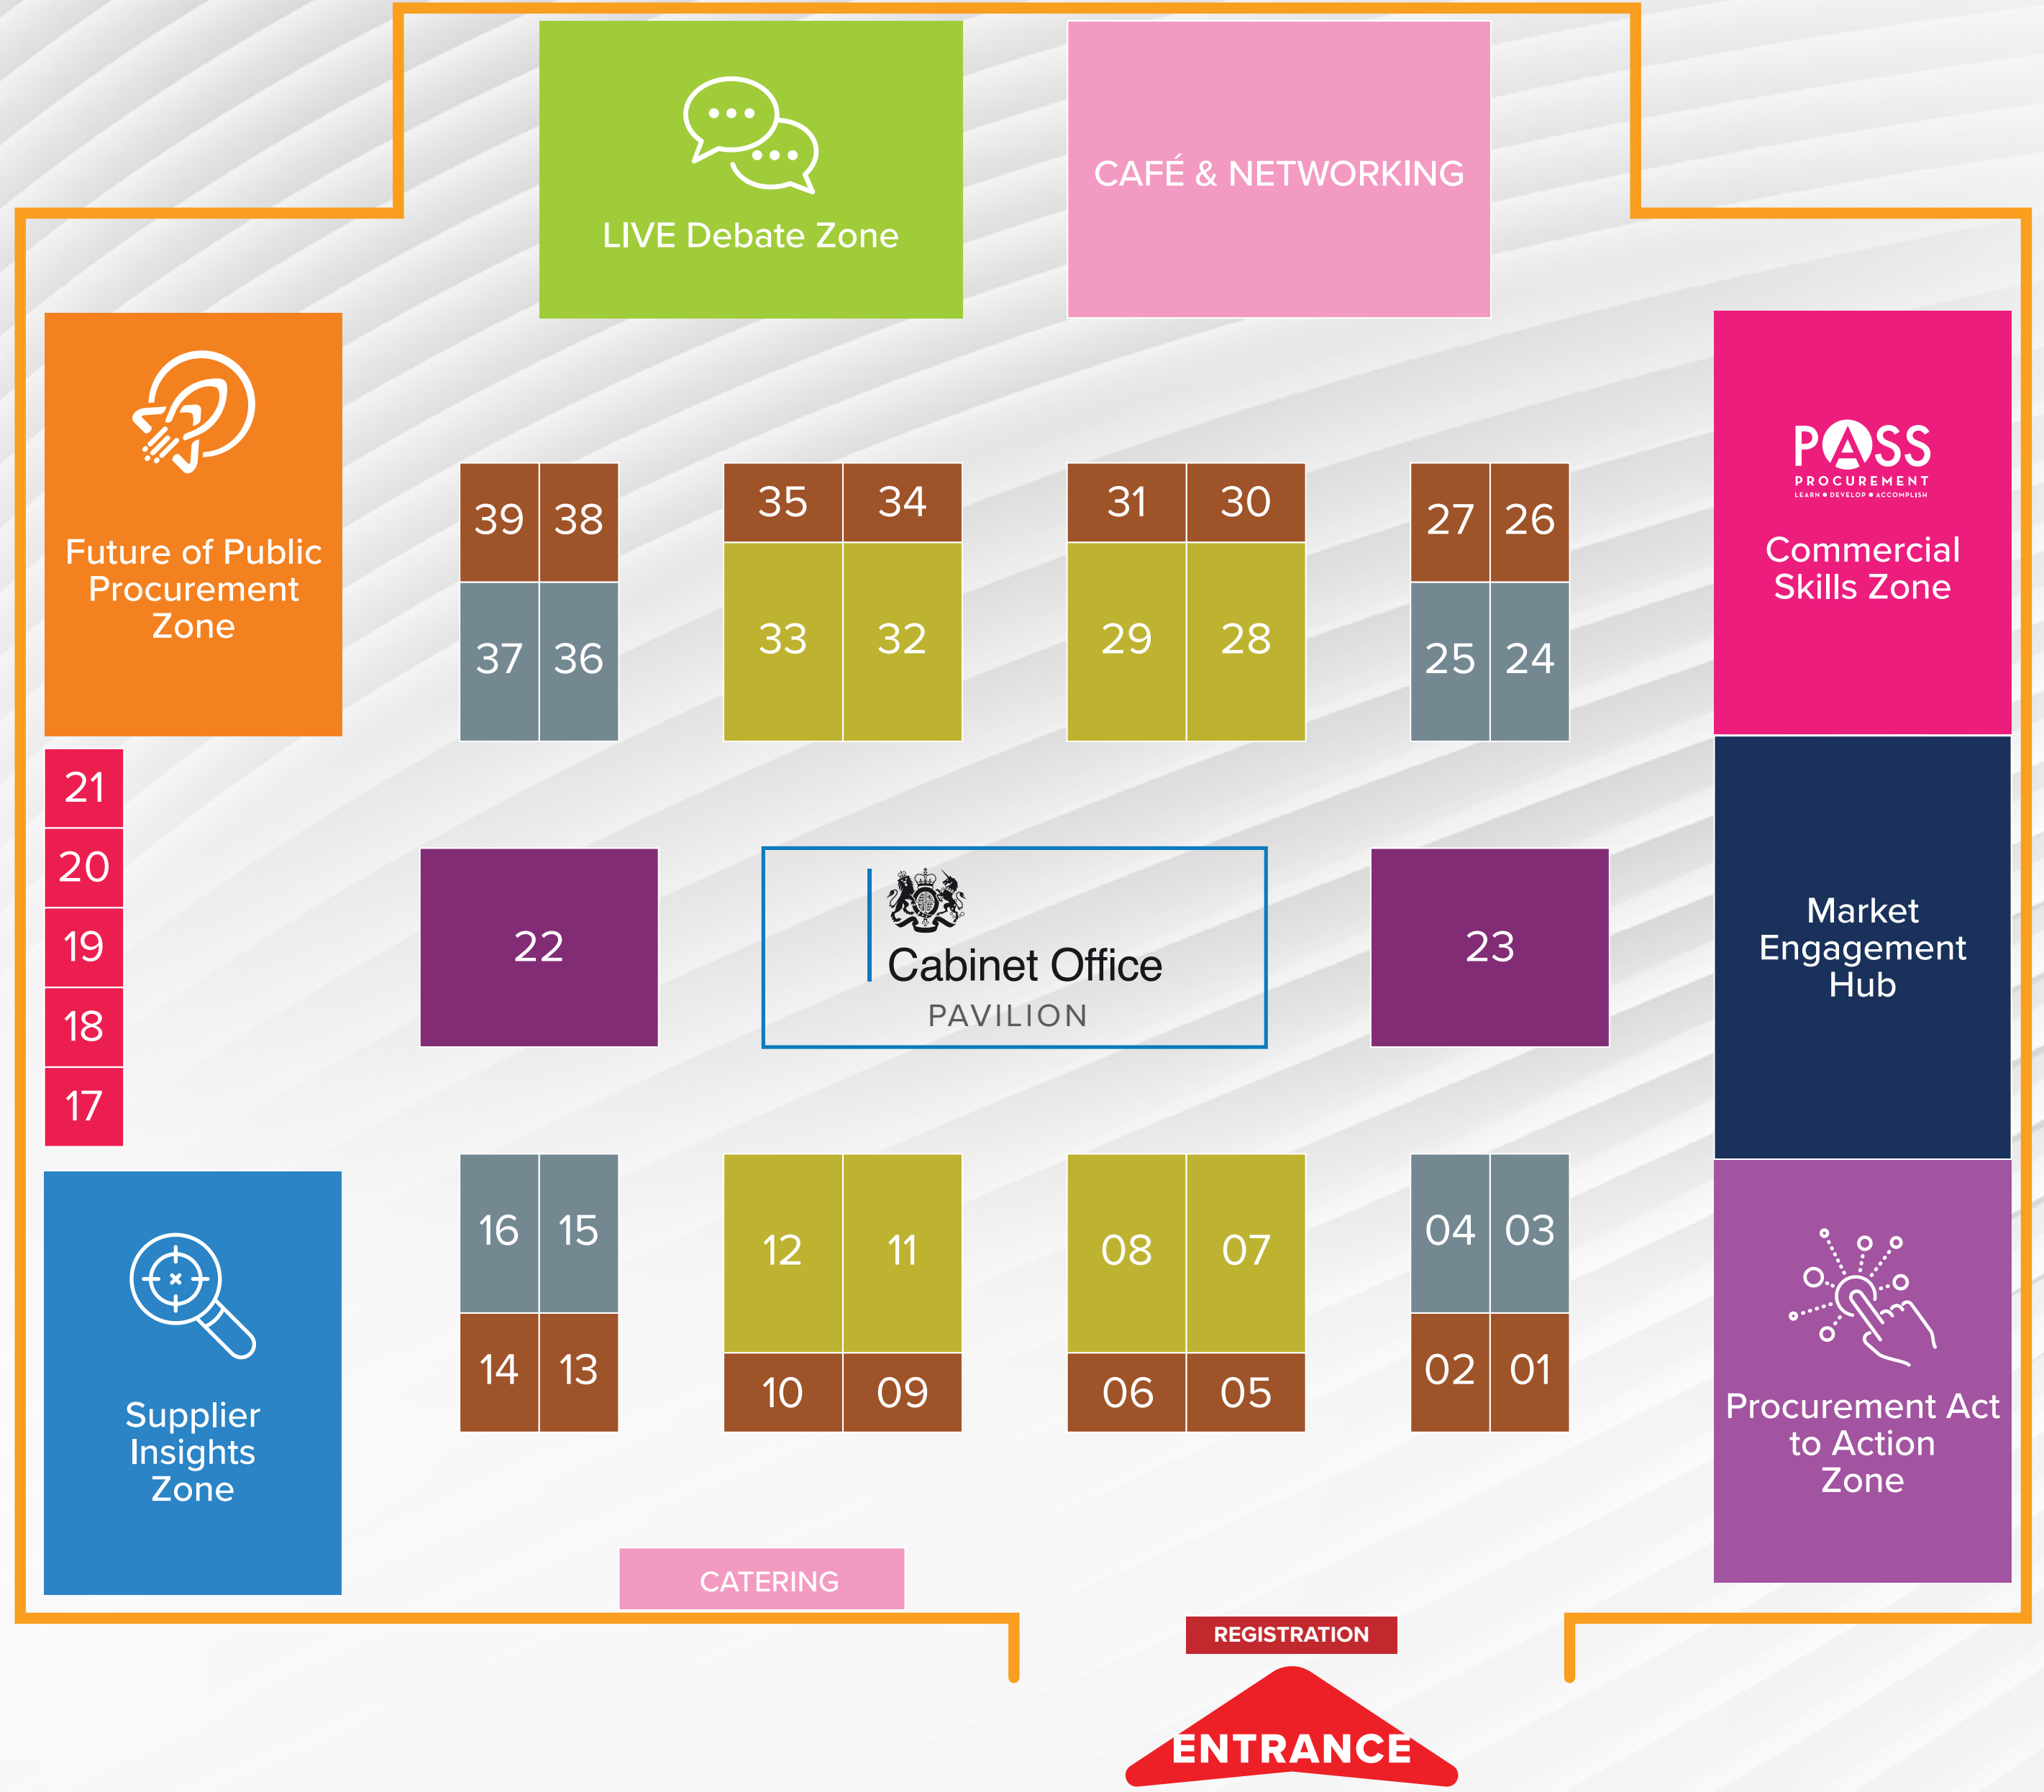 LIVE Debate Zone
CAFÉ & NETWORKING
Future of Public
Procurement
Zone
PASS
PROCUREMENT
LEARN ● DEVELOP ● ACCOMPLISH
Commercial
Skills Zone
39 38
37 36
35 34
33 32
31 30
29 28
27 26
25 24
21
20
19
18
17
22
Cabinet Office
PAVILION
23
Market
Engagement
Hub
Supplier
Insights
Zone
16 15
14 13
12 11
10 09
08 07
06 05
04 03
02 01
Procurement Act
to Action
Zone
CATERING
REGISTRATION
ENTRANCE